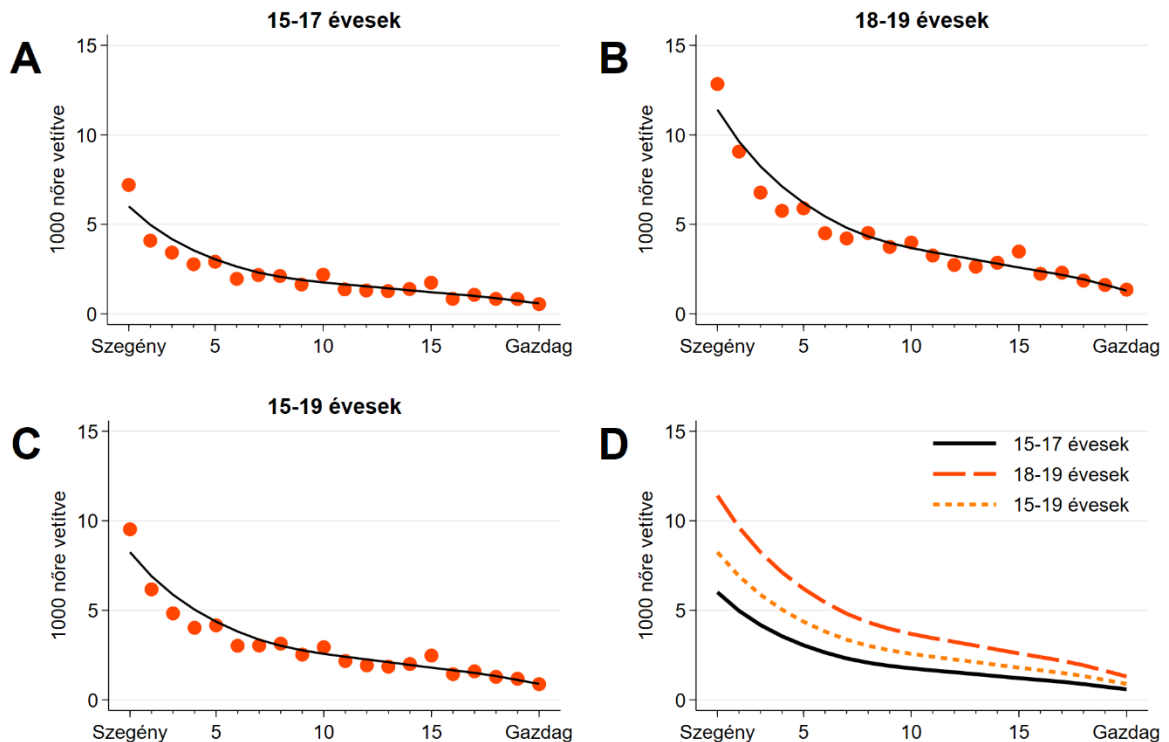 A
15-17 évesek
1000 nőre vetítve
15
10
5
0
Szegény 5 10 15 Gazdag
B
18-19 évesek
1000 nőre vetítve
15
10
5
0
Szegény 5 10 15 Gazdag
C
15-19 évesek
1000 nőre vetítve
15
10
5
0
Szegény 5 10 15 Gazdag
D
1000 nőre vetítve
15
10
5
0
Szegény 5 10 15 Gazdag
15-17 évesek
18-19 évesek
15-19 évesek